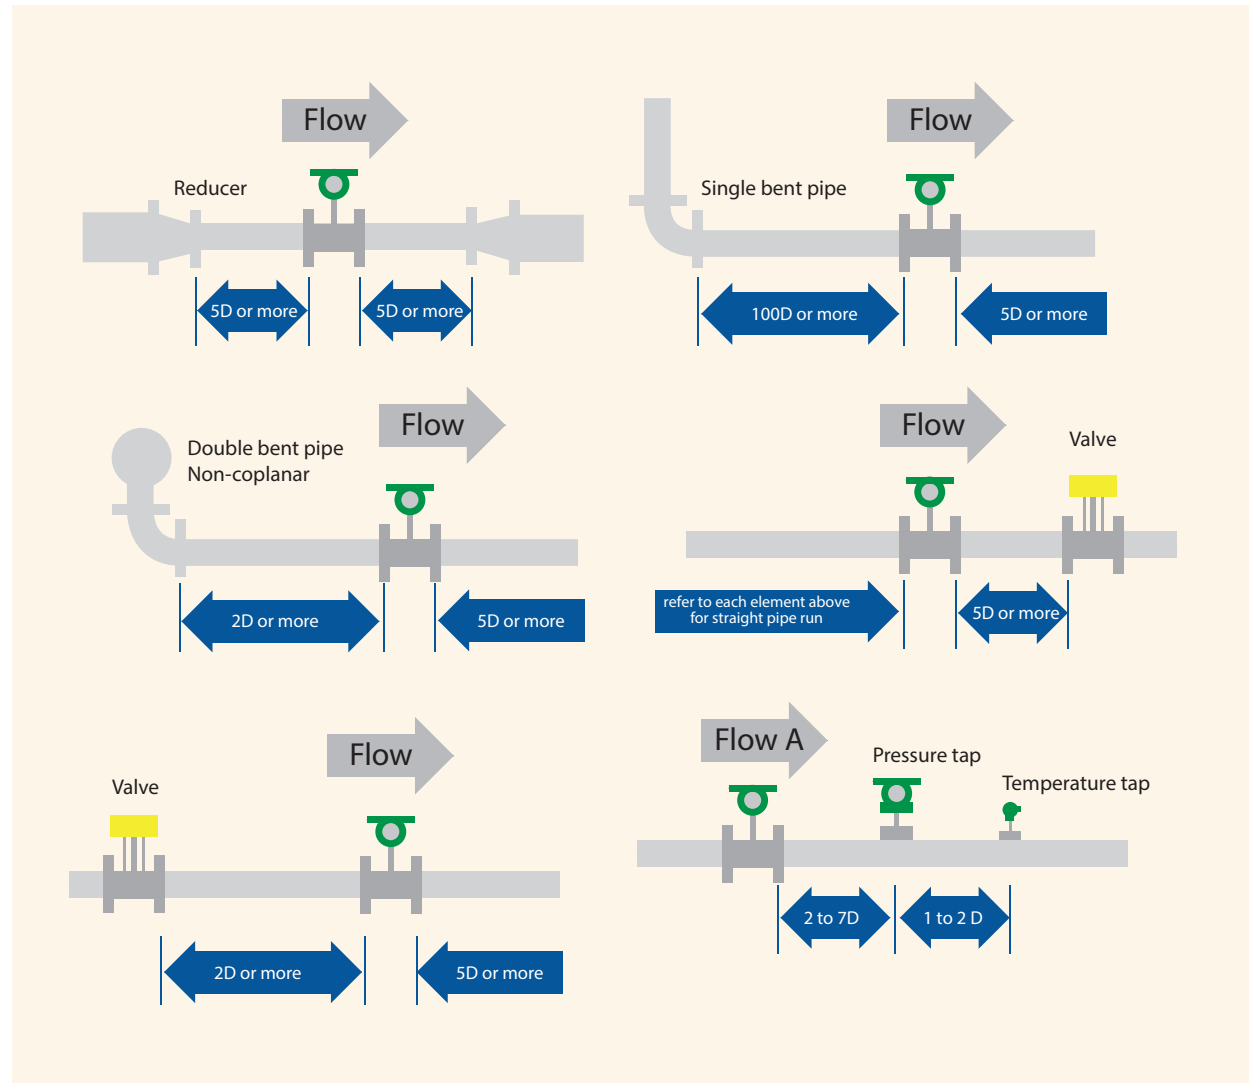 Flow
Reducer
5D or more
5D or more
Flow
Single bent pipe
100D or more
5D or more
Flow
Double bent pipe
Non-coplanar
2D or more
5D or more
Flow
Valve
refer to each element above
for straight pipe run
5D or more
Flow
Valve
2D or more
5D or more
Flow A
Pressure tap
Temperature tap
2 to 7D
1 to 2 D